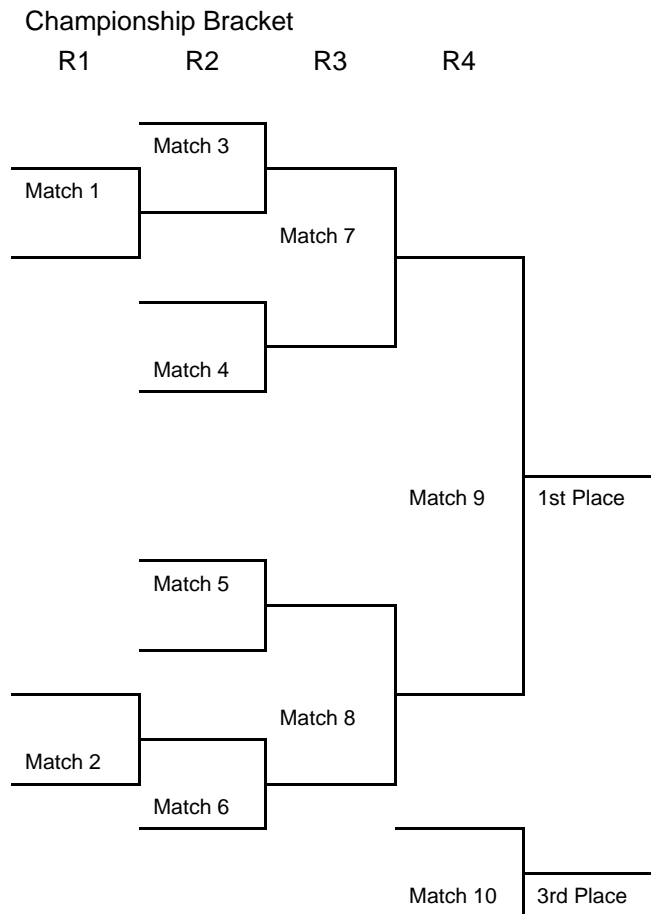 Championship Bracket
R1 R2 R3 R4
Match 3
Match 1
Match 7
Match 4
Match 9 1st Place
Match 5
Match 8
Match 2
Match 6
Match 10 3rd Place